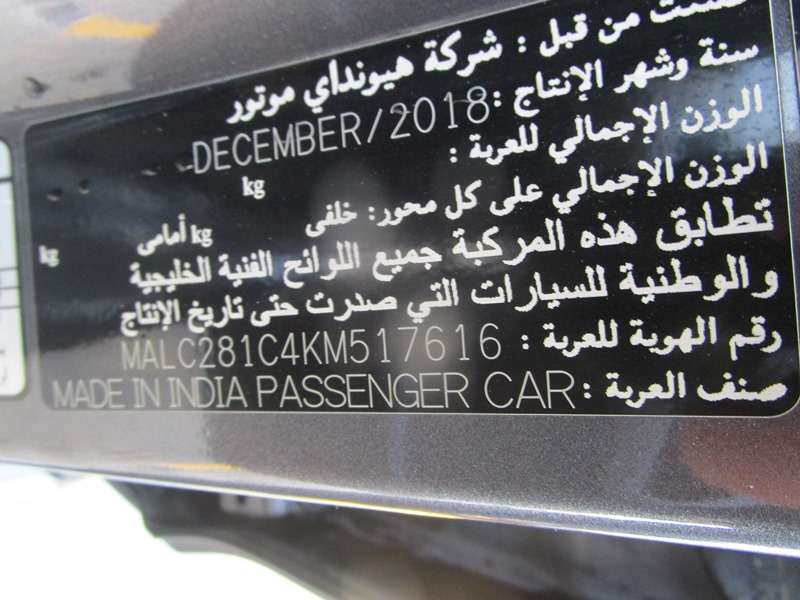 صنعت من قبل : شركة هيونداي موتور
سنة وشهر الإنتاج : DECEMBER/2018
الوزن الإجمالي للعربة : kg
الوزن الإجمالي على كل محور: خلفى kg أمامى kg
تطابق هذه المركبة جميع اللوائح الفنية الخليجية
والوطنية للسيارات التي صدرت حتى تاريخ الإنتاج
رقم الهوية للعربة : MALC281C4KM517616
صنف العربة : MADE IN INDIA PASSENGER CAR